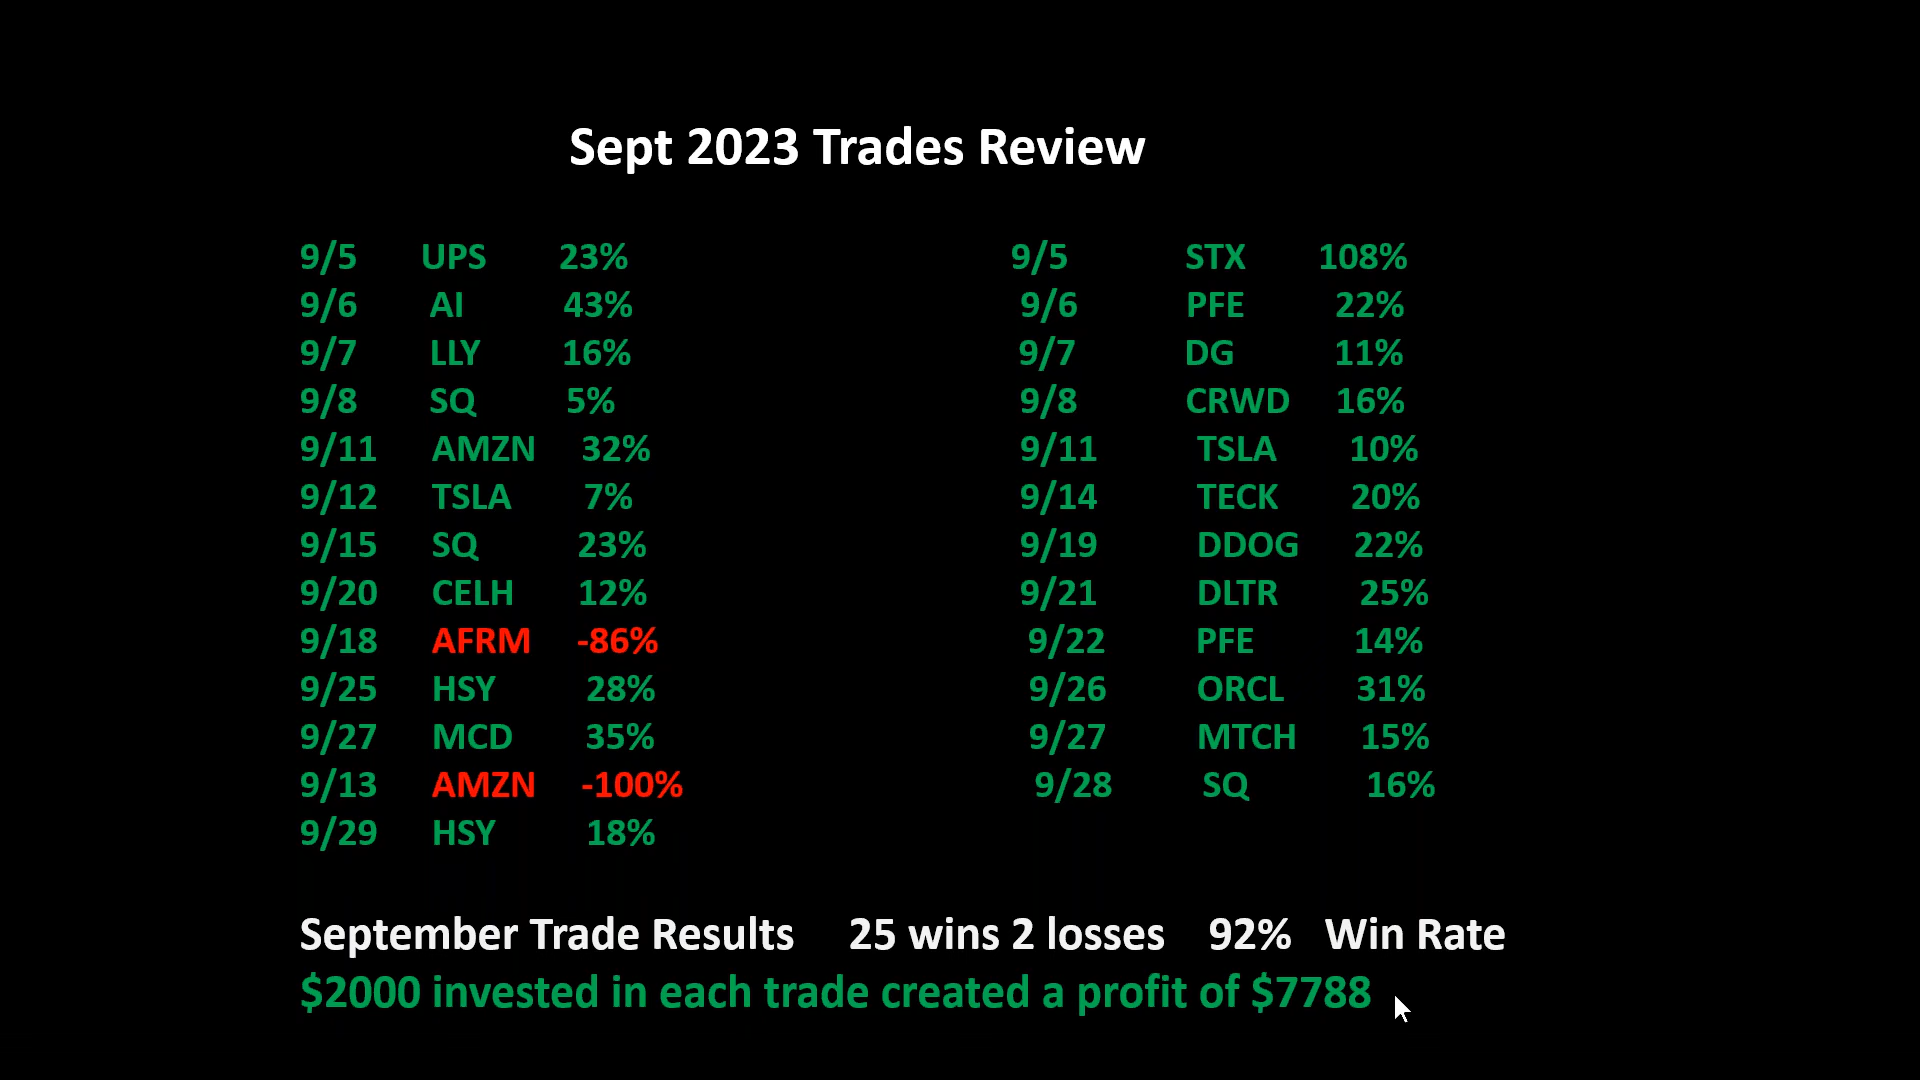 Sept 2023 Trades Review
9/5 UPS 23% 9/5 STX 108%
9/6 AI 43% 9/6 PFE 22%
9/7 LLY 16% 9/7 DG 11%
9/8 SQ 5% 9/8 CRWD 16%
9/11 AMZN 32% 9/11 TSLA 10%
9/12 TSLA 7% 9/14 TECK 20%
9/15 SQ 23% 9/19 DDOG 22%
9/20 CELH 12% 9/21 DLTR 25%
9/18 AFRM -86% 9/22 PFE 14%
9/25 HSY 28% 9/26 ORCL 31%
9/27 MCD 35% 9/27 MTCH 15%
9/13 AMZN -100% 9/28 SQ 16%
9/29 HSY 18%
September Trade Results 25 wins 2 losses 92% Win Rate
$2000 invested in each trade created a profit of $7788